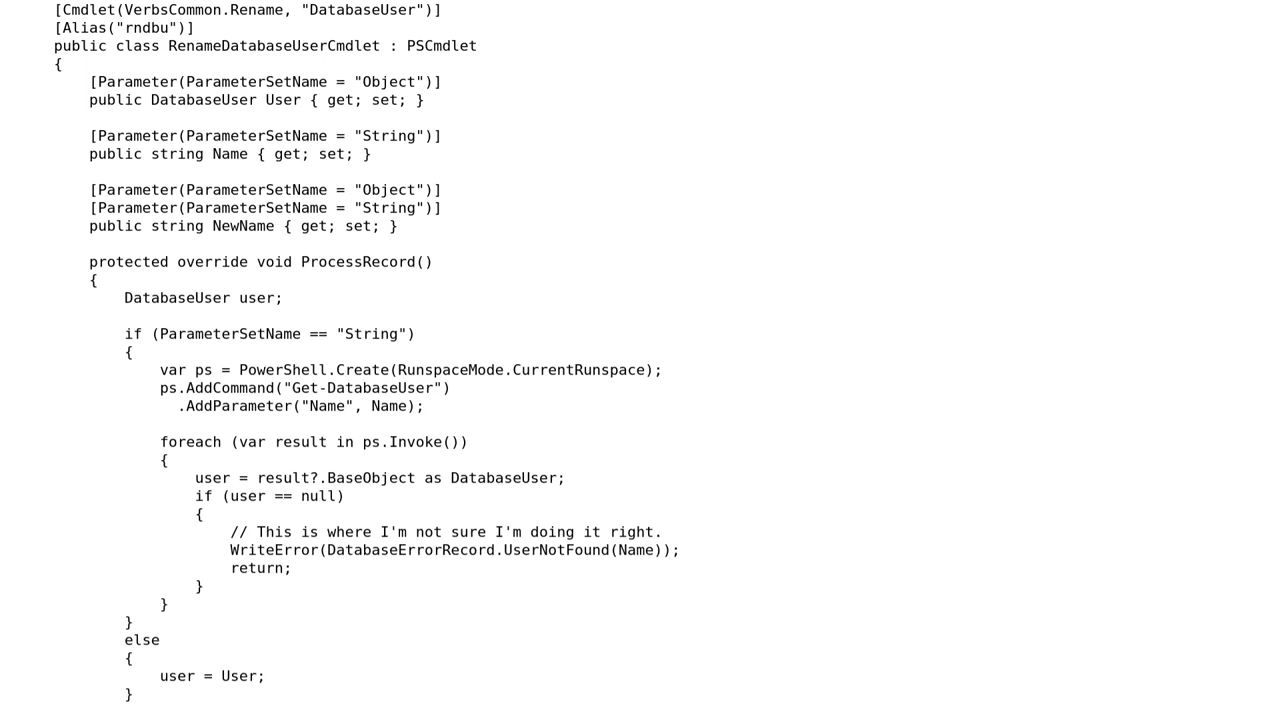 [Cmdlet(VerbsCommon.Rename, "DatabaseUser")]
[Alias("rndbu")]
public class RenameDatabaseUserCmdlet : PSCmdlet
{
    [Parameter(ParameterSetName = "Object")]
    public DatabaseUser User { get; set; }

    [Parameter(ParameterSetName = "String")]
    public string Name { get; set; }

    [Parameter(ParameterSetName = "Object")]
    [Parameter(ParameterSetName = "String")]
    public string NewName { get; set; }

    protected override void ProcessRecord()
    {
        DatabaseUser user;

        if (ParameterSetName == "String")
        {
            var ps = PowerShell.Create(RunspaceMode.CurrentRunspace);
            ps.AddCommand("Get-DatabaseUser")
              .AddParameter("Name", Name);

            foreach (var result in ps.Invoke())
            {
                user = result?.BaseObject as DatabaseUser;
                if (user == null)
                {
                    // This is where I'm not sure I'm doing it right.
                    WriteError(DatabaseErrorRecord.UserNotFound(Name));
                    return;
                }
            }
        }
        else
        {
            user = User;
        }